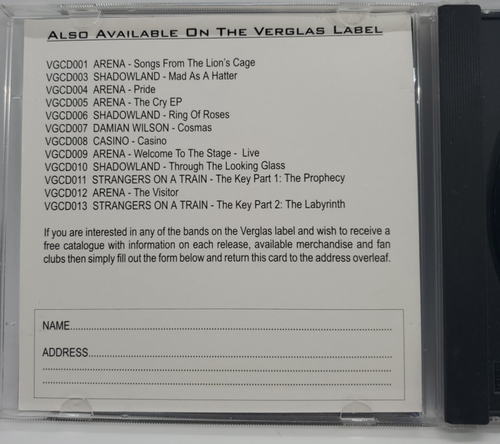 ALSO AVAILABLE ON THE VERGLAS LABEL
VGCD001 ARENA - Songs From The Lion's Cage
VGCD003 SHADOWLAND - Mad As A Hatter
VGCD004 ARENA - Pride
VGCD005 ARENA - The Cry EP
VGCD006 SHADOWLAND - Ring Of Roses
VGCD007 DAMIAN WILSON - Cosmas
VGCD008 CASINO - Casino
VGCD009 ARENA - Welcome To The Stage - Live
VGCD010 SHADOWLAND - Through The Looking Glass
VGCD011 STRANGERS ON A TRAIN - The Key Part 1: The Prophecy
VGCD012 ARENA - The Visitor
VGCD013 STRANGERS ON A TRAIN - The Key Part 2: The Labyrinth
If you are interested in any of the bands on the Verglas label and wish to receive a
free catalogue with information on each release, available merchandise and fan
clubs then simply fill out the form below and return this card to the address overleaf.
NAME
ADDRESS